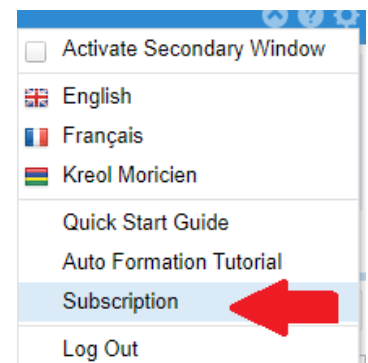 Activate Secondary Window
English
Français
Kreol Moricien
Quick Start Guide
Auto Formation Tutorial
Subscription
Log Out